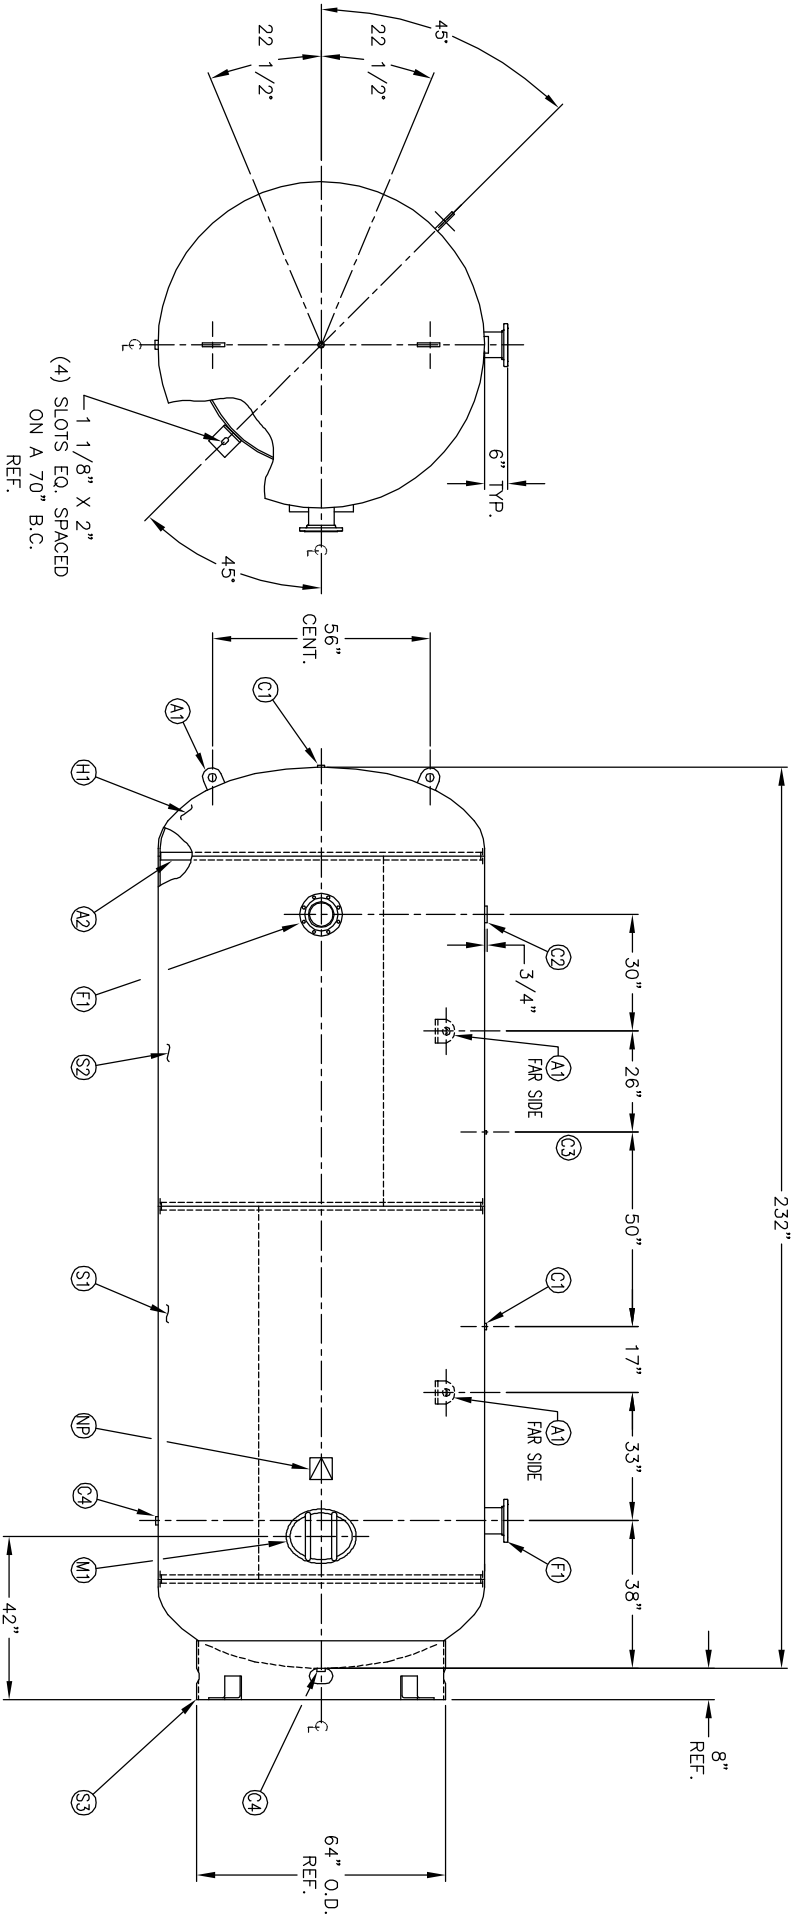 45°
22 1/2°
22 1/2°
6" TYP.
℄
℄
45°
1 1/8" X 2"
(4) SLOTS EQ. SPACED
ON A 70" B.C.
REF.
56"
CENT.
C1
A1
H1
A2
F1
S2
S1
NP
C4
M1
S3
C4
C2
3/4"
A1
FAR SIDE
C3
C1
A1
FAR SIDE
F1
30"
26"
50"
17"
33"
38"
232"
8"
REF.
42"
64" O.D.
REF.
℄